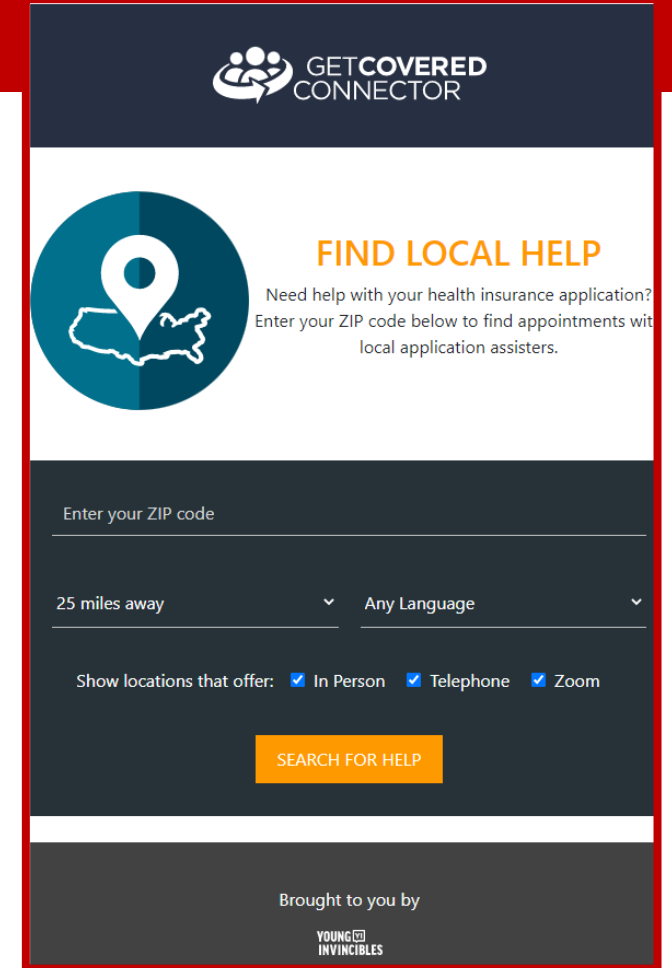 GETCOVERED
CONNECTOR
FIND LOCAL HELP
Need help with your health insurance application?
Enter your ZIP code below to find appointments wit
local application assisters.
Enter your ZIP code
25 miles away
Any Language
Show locations that offer: In Person Telephone Zoom
SEARCH FOR HELP
Brought to you by
YOUNG YI
INVINCIBLES